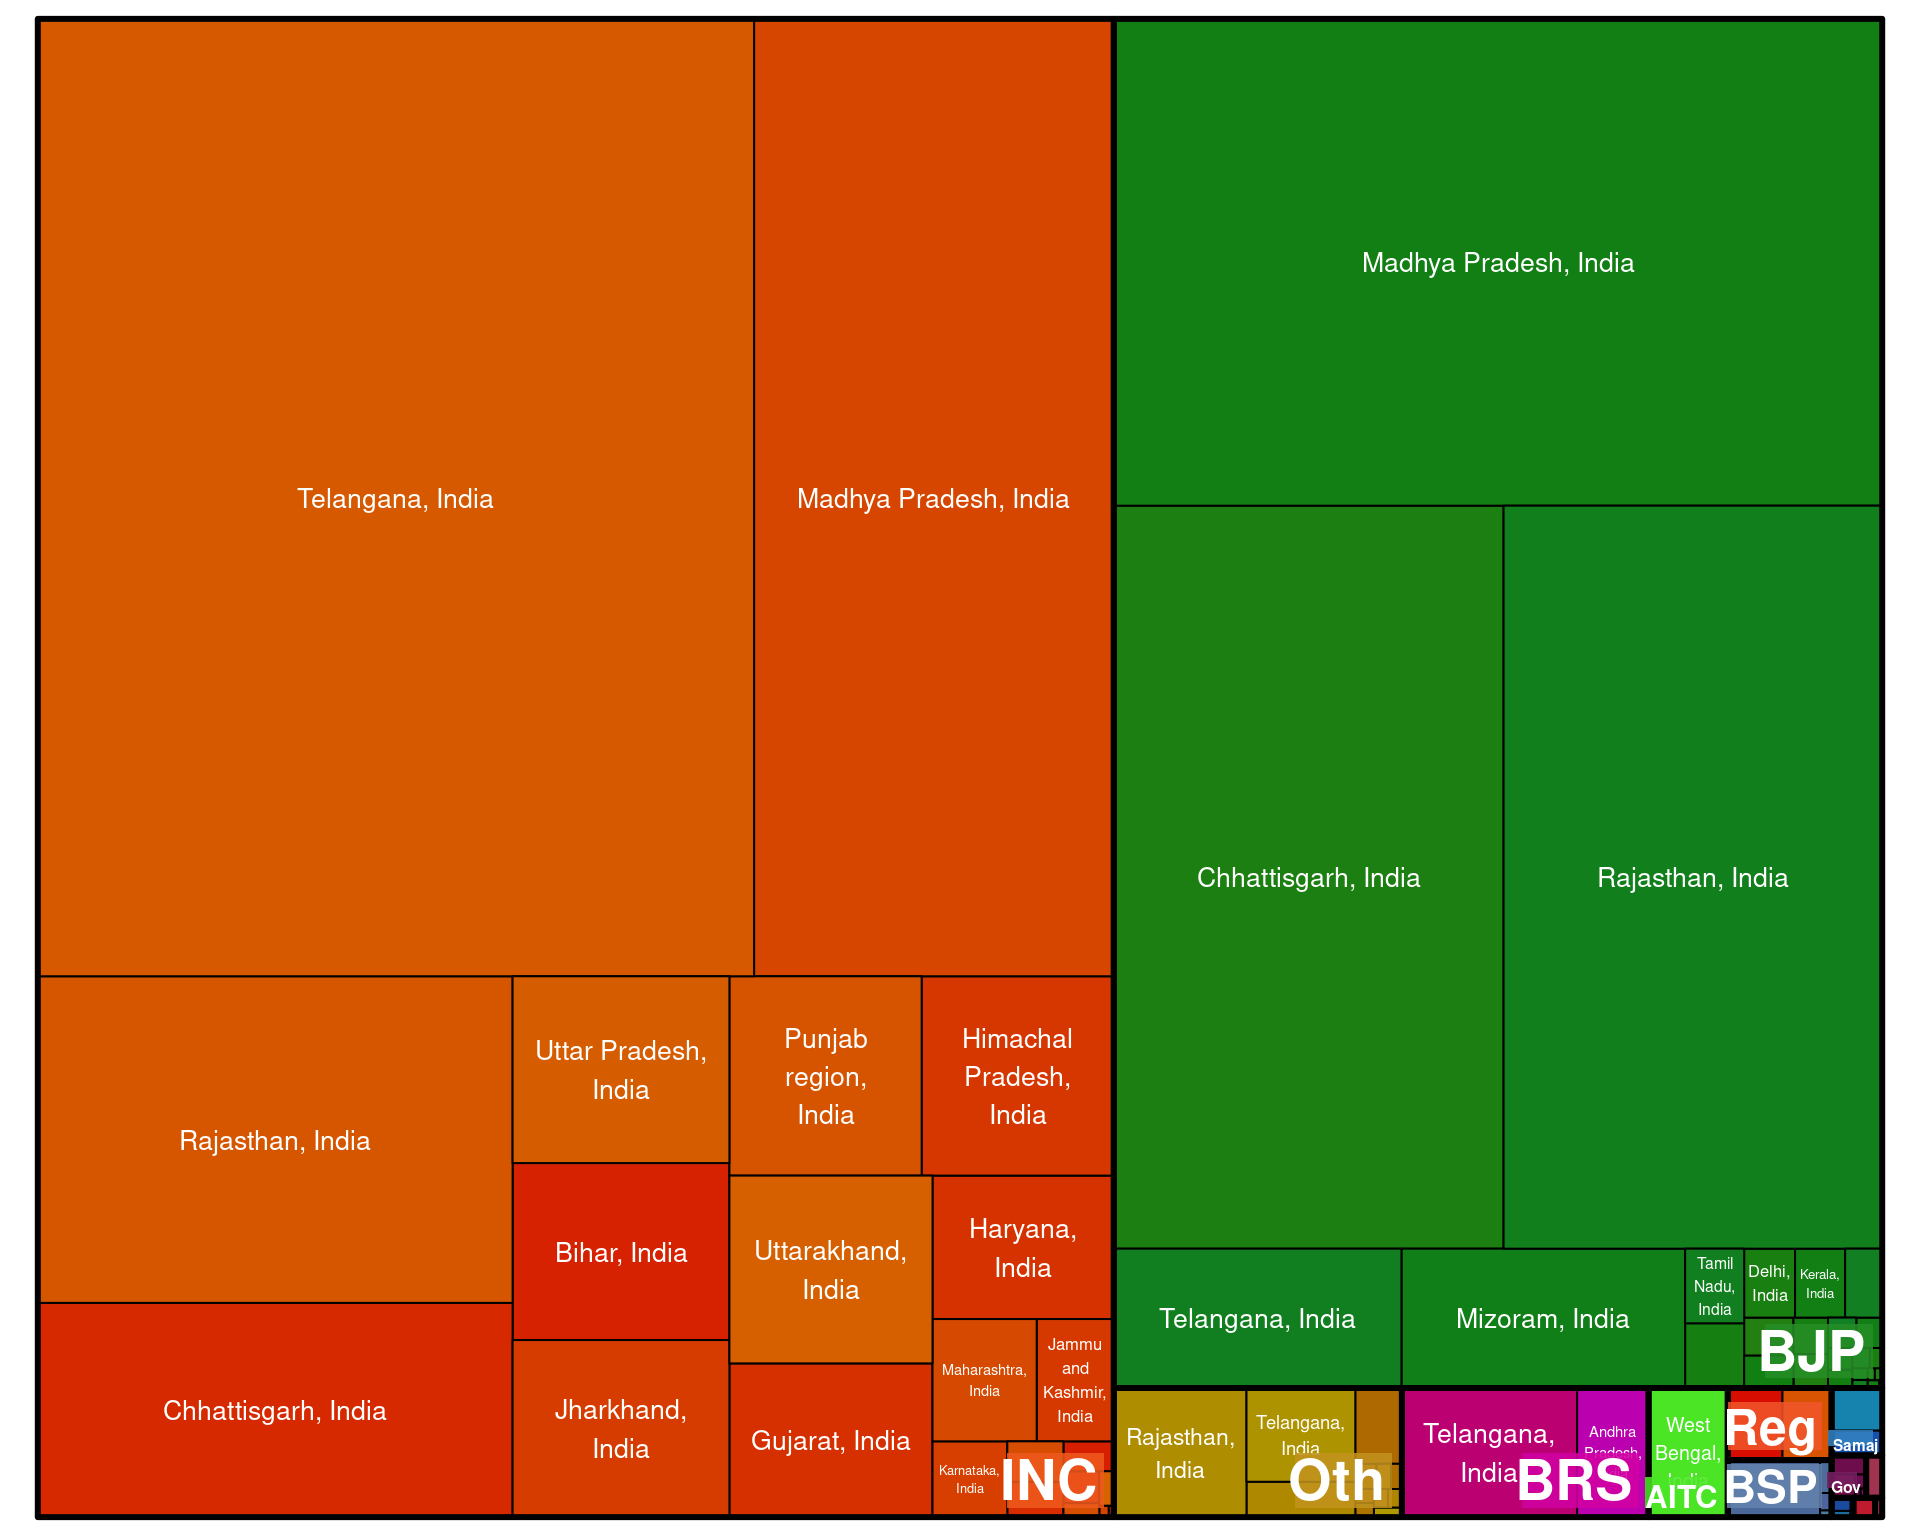 Telangana, India
Madhya Pradesh, India
Rajasthan, India
Chhattisgarh, India
Uttar Pradesh,
India
Bihar, India
Jharkhand,
India
Punjab
region,
India
Himachal
Pradesh,
India
Uttarakhand,
India
Haryana,
India
Gujarat, India
Maharashtra,
India
Jammu
and
Kashmir,
India
Karnataka,
India
INC
Madhya Pradesh, India
Chhattisgarh, India
Rajasthan, India
Telangana, India
Mizoram, India
Tamil
Nadu,
India
Delhi,
India
Kerala,
India
BJP
Rajasthan,
India
Telangana,
India
Oth
Telangana,
India
Andhra
Pradesh,
BRS
West
Bengal,
India
AITC
Reg
BSP
Samaj
Gov